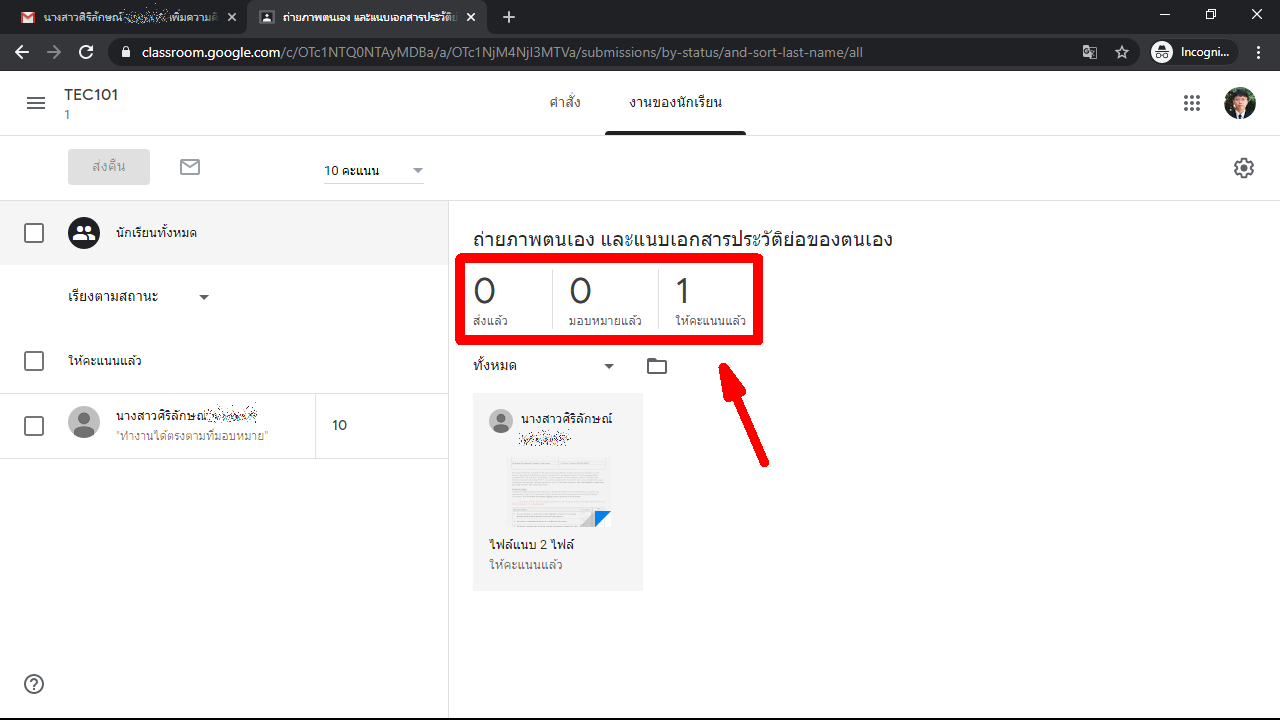 นางสาวศิริลักษณ์ เพิ่มความคิ
ถ่ายภาพตนเอง และแนบเอกสารประวัติย่
classroom.google.com/c/OTc1NTQ0NTAyMDBa/a/OTc1NjM4NjI3MTVa/submissions/by-status/and-sort-last-name/all
Incogni...
TEC101
1
คำสั่ง
งานของนักเรียน
ส่งคืน
10 คะแนน
นักเรียนทั้งหมด
เรียงตามสถานะ
ให้คะแนนแล้ว
นางสาวศิริลักษณ์
"ทำงานได้ตรงตามที่มอบหมาย"
10
ถ่ายภาพตนเอง และแนบเอกสารประวัติย่อของตนเอง
0 0 1
ส่งแล้ว มอบหมายแล้ว ให้คะแนนแล้ว
ทั้งหมด
นางสาวศิริลักษณ์
ไฟล์แนบ 2 ไฟล์
ให้คะแนนแล้ว